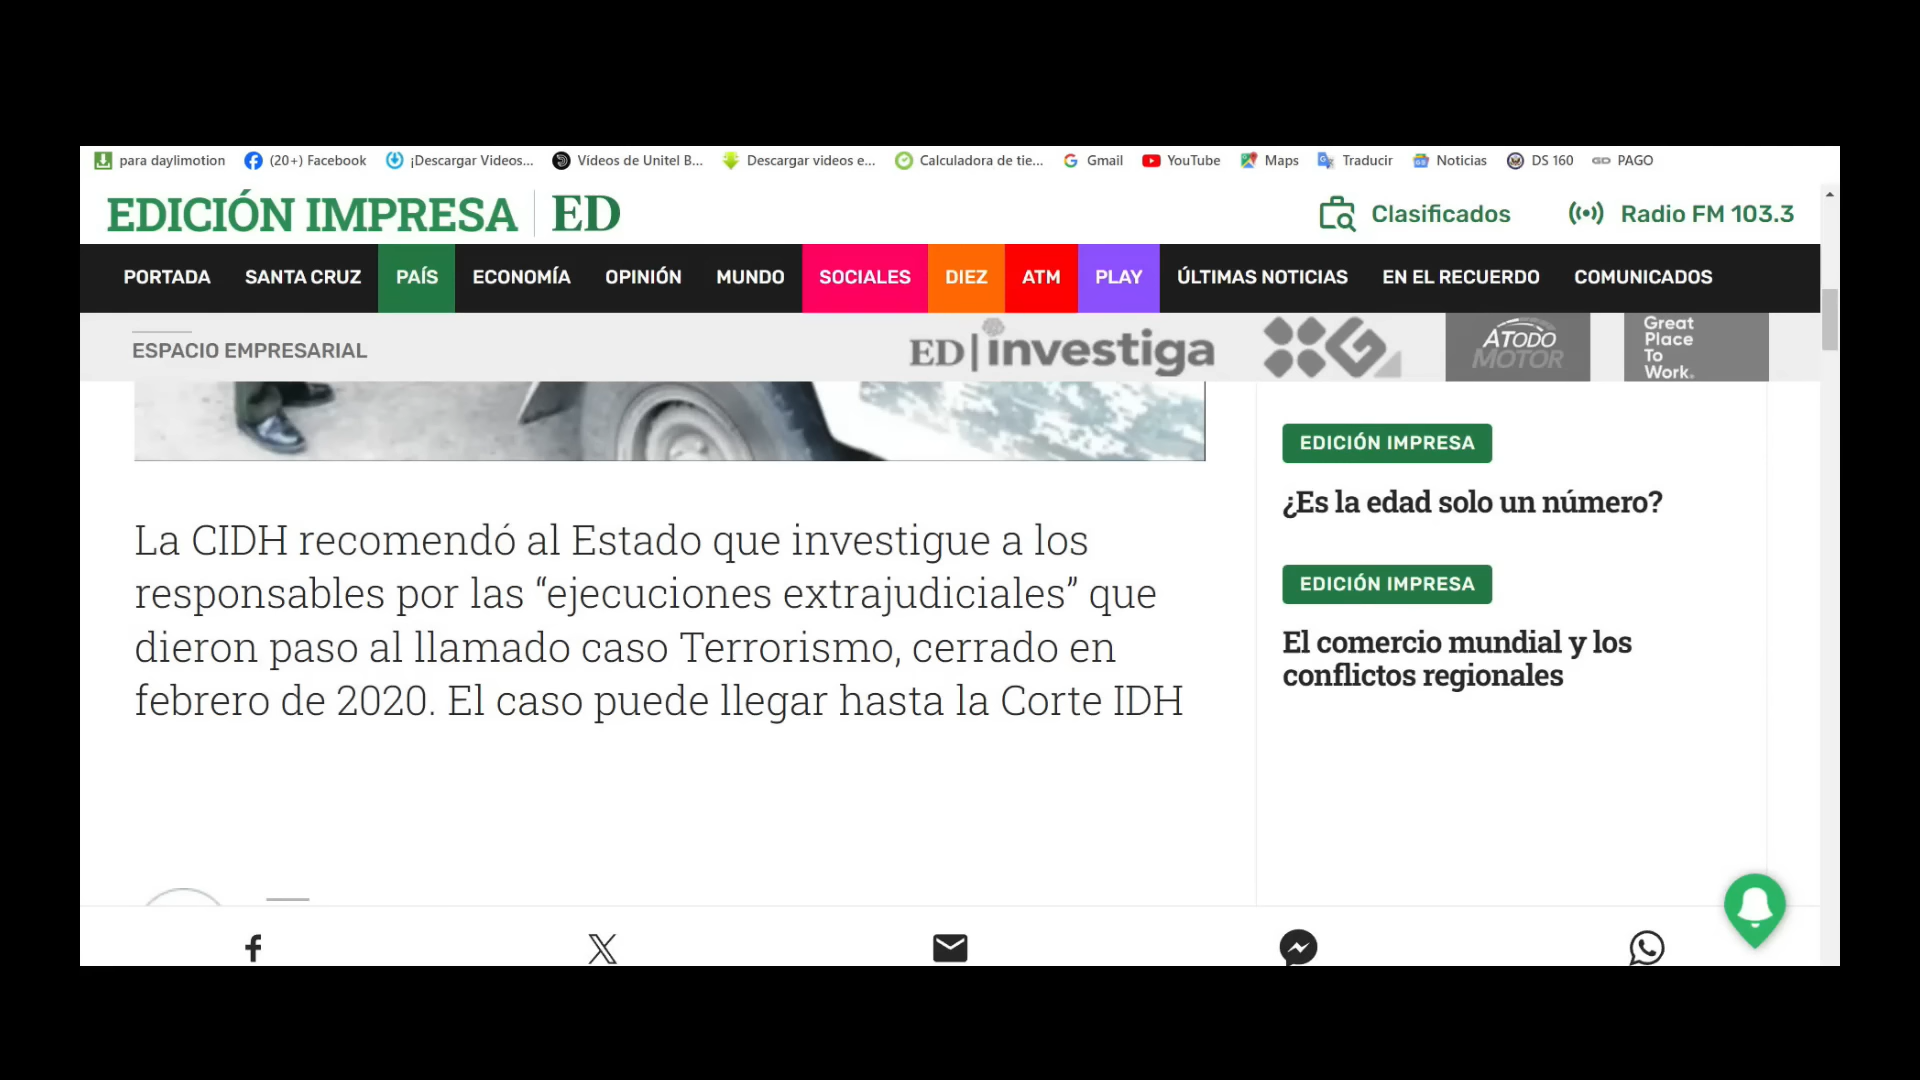 para daylimotion (20+) Facebook ¡Descargar Videos... Vídeos de Unitel B... Descargar videos e... Calculadora de tie... Gmail YouTube Maps Traducir Noticias DS 160 PAGO
EDICIÓN IMPRESA ED Clasificados Radio FM 103.3
PORTADA SANTA CRUZ PAÍS ECONOMÍA OPINIÓN MUNDO SOCIALES DIEZ ATM PLAY ÚLTIMAS NOTICIAS EN EL RECUERDO COMUNICADOS
ESPACIO EMPRESARIAL
ED|investiga
ATODO
MOTOR
Great
Place
To
Work.
La CIDH recomendó al Estado que investigue a los
responsables por las “ejecuciones extrajudiciales” que
dieron paso al llamado caso Terrorismo, cerrado en
febrero de 2020. El caso puede llegar hasta la Corte IDH
EDICIÓN IMPRESA
¿Es la edad solo un número?
EDICIÓN IMPRESA
El comercio mundial y los
conflictos regionales